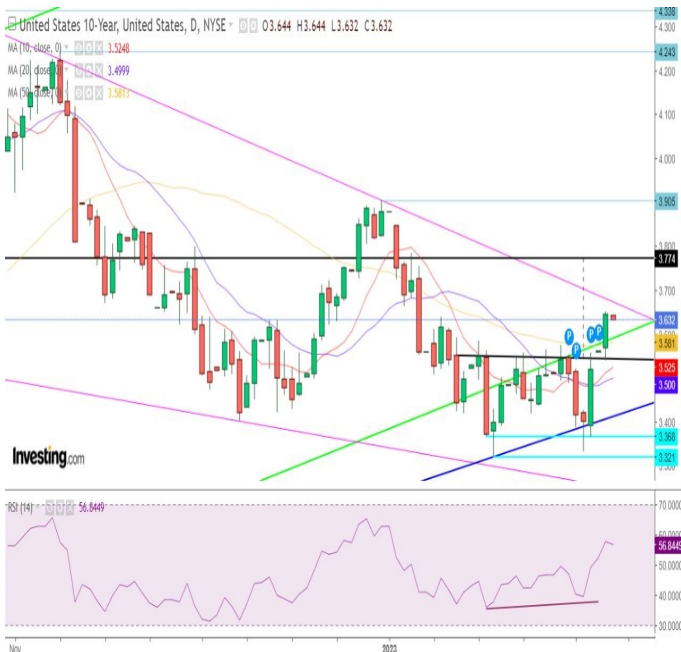 United States 10-Year, United States, D, NYSE O3.644 H3.644 L3.632 C3.632
MA (10, close, 0) 3.5248
MA (20, close, 0) 3.4999
MA (50, close, 0) 3.5813
4.338
4.300
4.243
4.200
4.100
4.000
3.905
3.800
3.774
3.700
3.632
3.581
3.525
3.500
3.400
3.368
3.321
P
P
P
P
Investing.com
RSI (14) 56.8449
70.0000
60.0000
56.8449
50.0000
40.0000
30.0000
Nov
2023